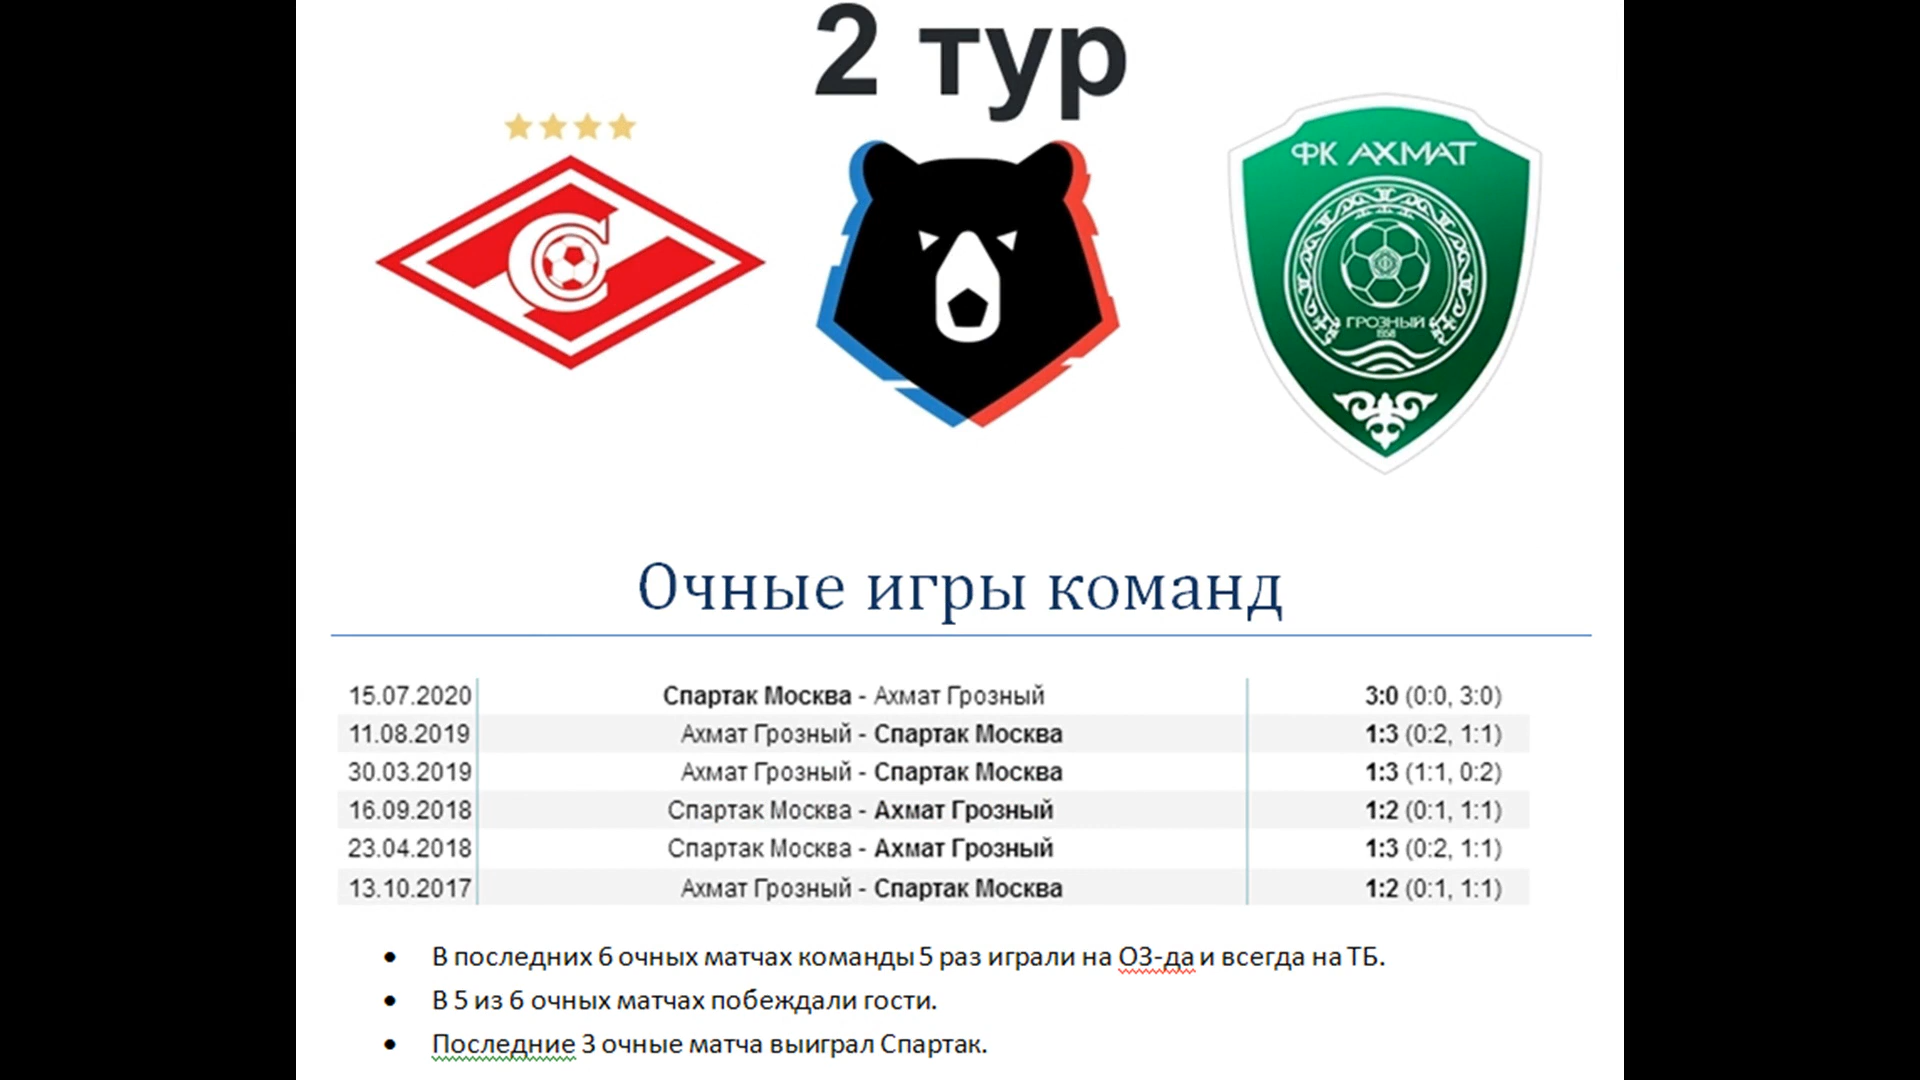 2 тур
ФК АХМАТ
ГРОЗНЫЙ
1958
Очные игры команд
15.07.2020 Спартак Москва - Ахмат Грозный 3:0 (0:0, 3:0)
11.08.2019 Ахмат Грозный - Спартак Москва 1:3 (0:2, 1:1)
30.03.2019 Ахмат Грозный - Спартак Москва 1:3 (1:1, 0:2)
16.09.2018 Спартак Москва - Ахмат Грозный 1:2 (0:1, 1:1)
23.04.2018 Спартак Москва - Ахмат Грозный 1:3 (0:2, 1:1)
13.10.2017 Ахмат Грозный - Спартак Москва 1:2 (0:1, 1:1)
• В последних 6 очных матчах команды 5 раз играли на ОЗ-да и всегда на ТБ.
• В 5 из 6 очных матчах побеждали гости.
• Последние 3 очные матча выиграл Спартак.